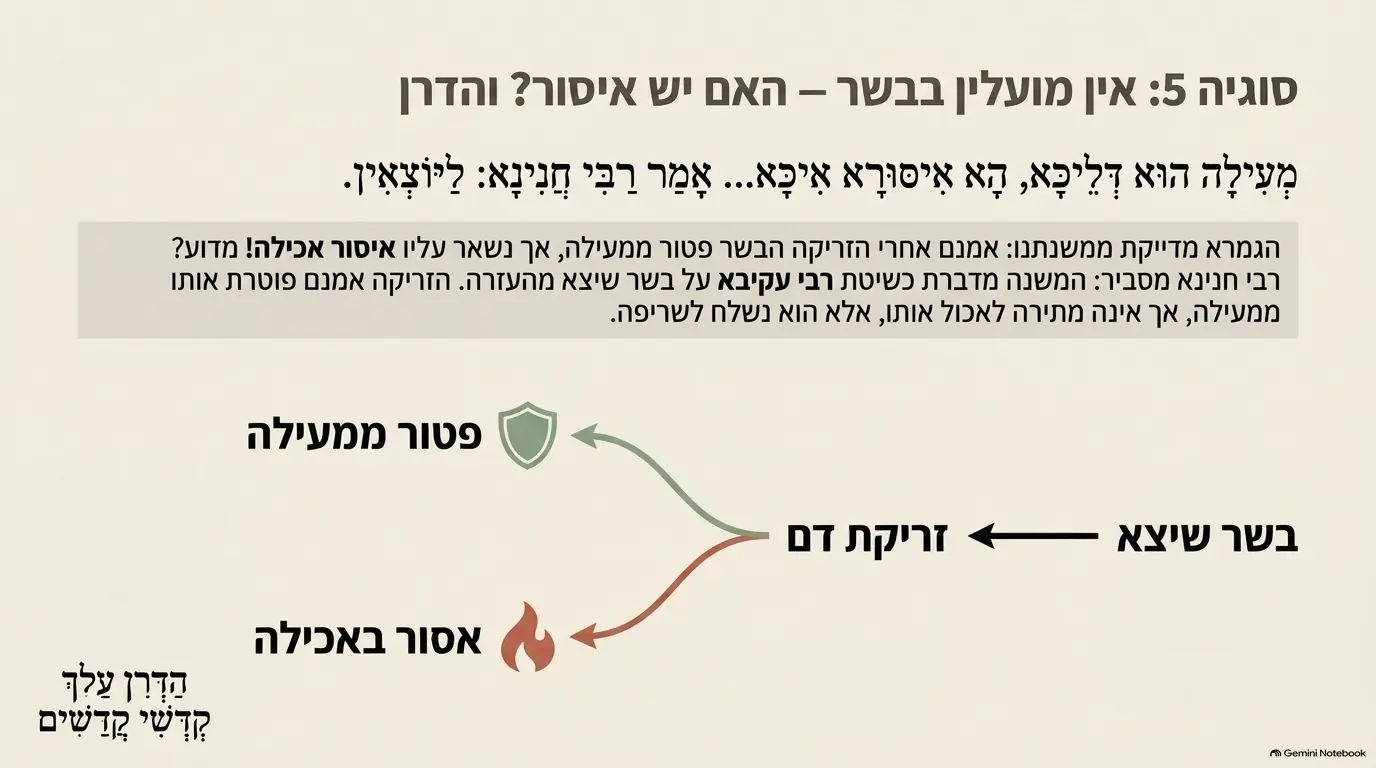 סוגיה 5: אין מועלין בבשר – האם יש איסור? והדרן
מְעִילָה הוּא דְּלֵיכָּא, הָא אִיסּוּרָא אִיכָּא... אָמַר רַבִּי חֲנִינָא: לַיּוֹצְאִין.
הגמרא מדייקת ממשנתנו: אמנם אחרי הזריקה הבשר פטור ממעילה, אך נשאר עליו איסור אכילה! מדוע?
רבי חנינא מסביר: המשנה מדברת כשיטת רבי עקיבא על בשר שיצא מהעזרה. הזריקה אמנם פוטרת אותו
ממעילה, אך אינה מתירה לאכול אותו, אלא הוא נשלח לשריפה.
פטור ממעילה
בשר שיצא
זריקת דם
אסור באכילה
הַדְּרִן עַלִךְ
קְדְּשִׁי קֳדַשִׁים
Gemini Notebook